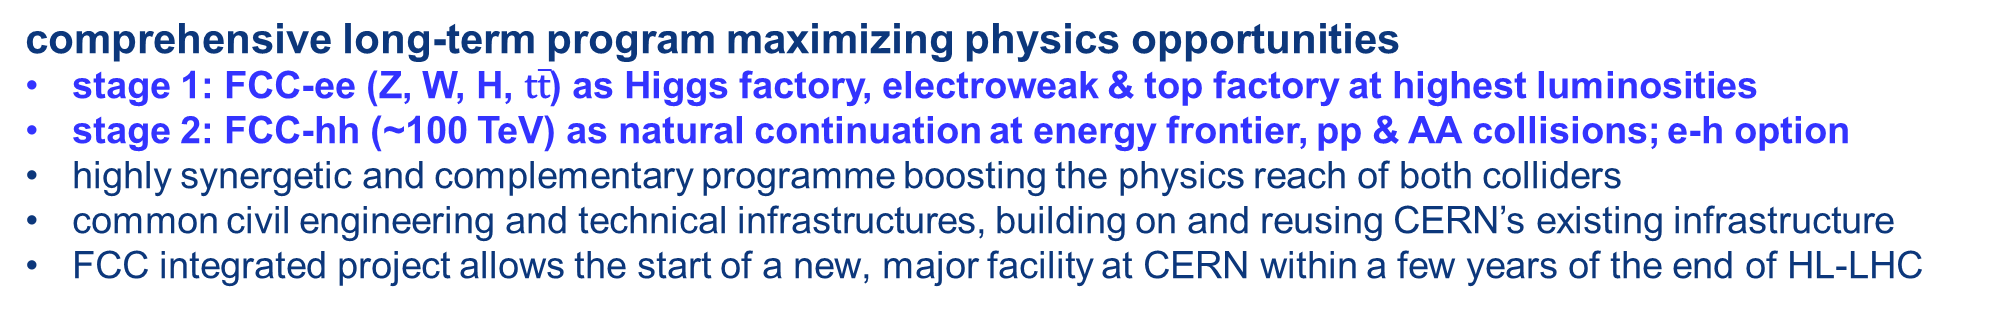 comprehensive long-term program maximizing physics opportunities
• stage 1: FCC-ee (Z, W, H, tt̅) as Higgs factory, electroweak & top factory at highest luminosities
• stage 2: FCC-hh (~100 TeV) as natural continuation at energy frontier, pp & AA collisions; e-h option
• highly synergetic and complementary programme boosting the physics reach of both colliders
• common civil engineering and technical infrastructures, building on and reusing CERN’s existing infrastructure
• FCC integrated project allows the start of a new, major facility at CERN within a few years of the end of HL-LHC